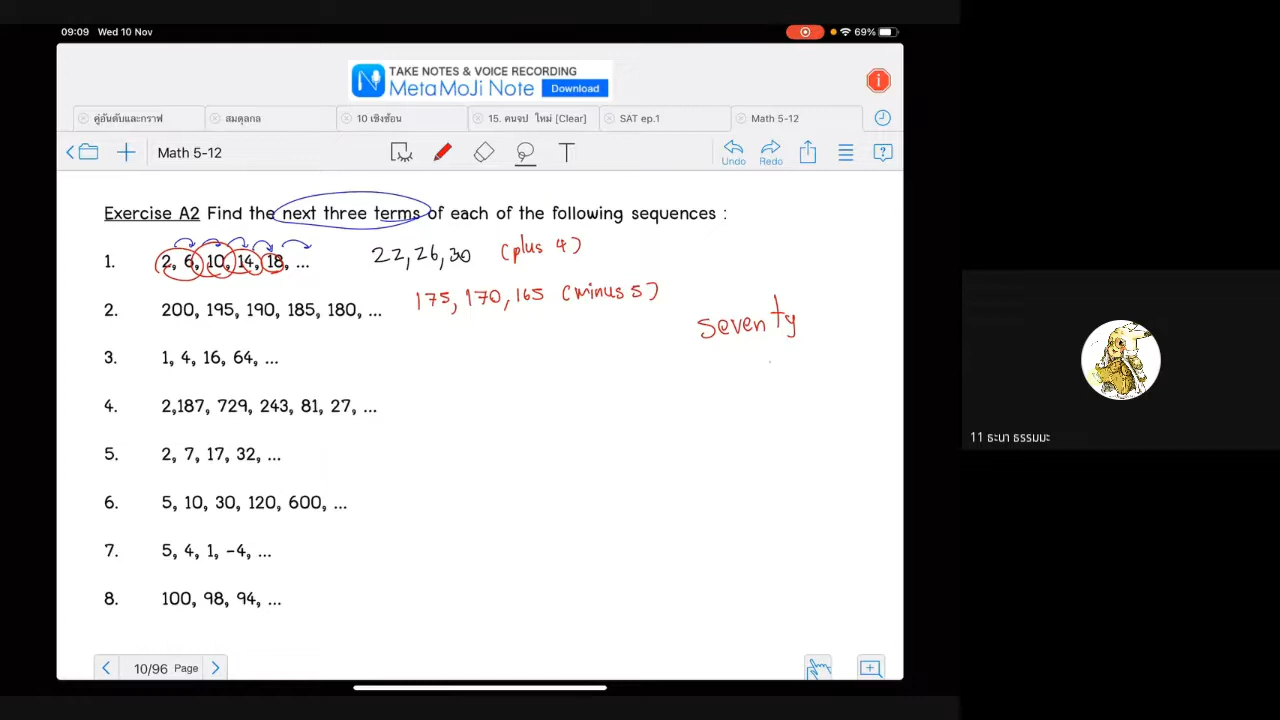 09:09 Wed 10 Nov 69%
TAKE NOTES & VOICE RECORDING
MetaMoJi Note Download
คู่อันดับและกราฟ สมดุลกล 10 เชิงซ้อน 15. คนจป ใหม่ [Clear] SAT ep.1 Math 5-12
Math 5-12 T Undo Redo
Exercise A2 Find the next three terms of each of the following sequences :
1. 2, 6, 10, 14, 18, ... 22, 26, 30 (plus 4)
2. 200, 195, 190, 185, 180, ... 175, 170, 165 (minus 5)
seventy
3. 1, 4, 16, 64, ...
4. 2,187, 729, 243, 81, 27, ...
5. 2, 7, 17, 32, ...
6. 5, 10, 30, 120, 600, ...
7. 5, 4, 1, -4, ...
8. 100, 98, 94, ...
10/96 Page
11 ธะนา ธรรมมะ